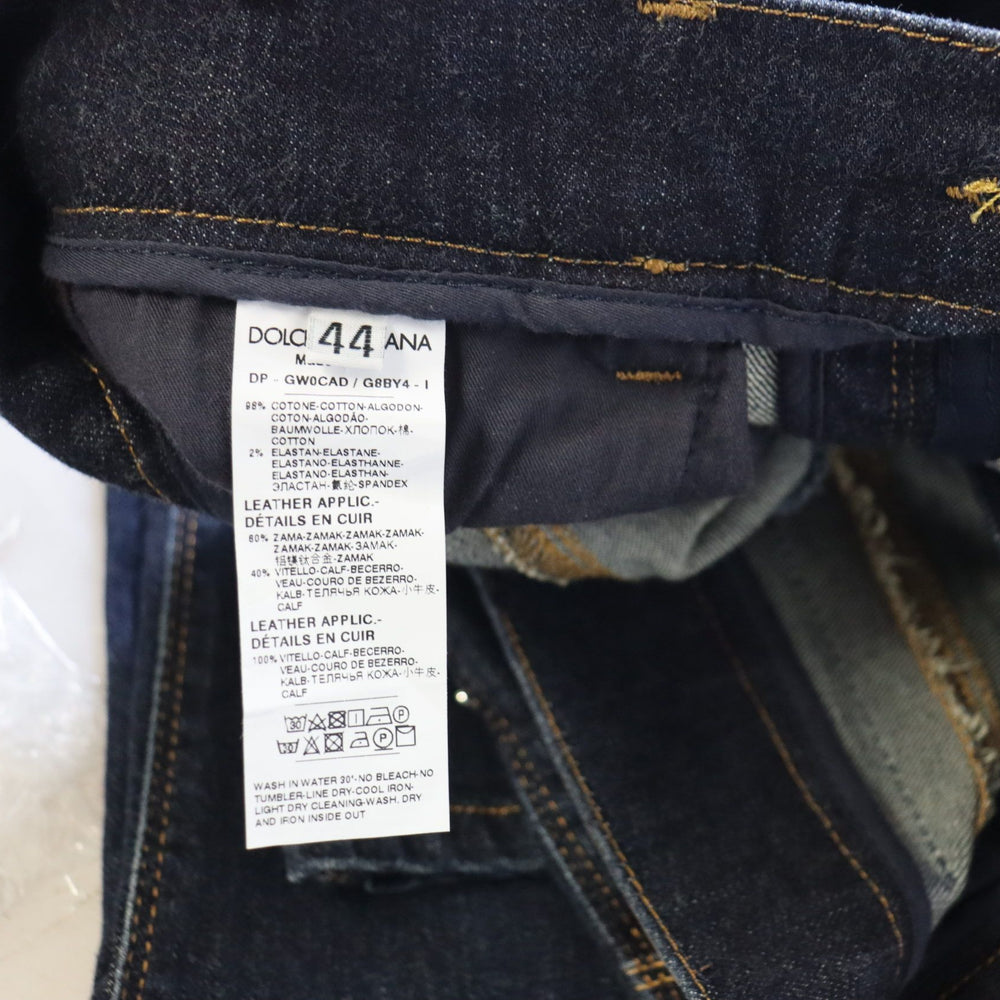 DOLC 44 ANA
DP - GW0CAD / G8BY4 - I
98% COTONE-COTTON-ALGODON-
COTON-ALGODÃO-
BAUMWOLLE-ХЛОПОК-棉-
COTTON
2% ELASTAN-ELASTANE-
ELASTANO-ELASTHANNE-
ELASTANO-ELASTHAN-
ЭЛАСТАН-氨纶-SPANDEX
LEATHER APPLIC.-
DÉTAILS EN CUIR
60% ZAMA-ZAMAK-ZAMAK-ZAMAK-
ZAMAK-ZAMAK-ЗАМАК-
铝镁钛合金-ZAMAK
40% VITELLO-CALF-BECERRO-
VEAU-COURO DE BEZERRO-
KALB-ТЕЛЯЧЬЯ КОЖА-小牛皮-
CALF
LEATHER APPLIC.-
DÉTAILS EN CUIR
100% VITELLO-CALF-BECERRO-
VEAU-COURO DE BEZERRO-
KALB-ТЕЛЯЧЬЯ КОЖА-小牛皮-
CALF
WASH IN WATER 30°-NO BLEACH-NO
TUMBLER-LINE DRY-COOL IRON-
LIGHT DRY CLEANING-WASH, DRY
AND IRON INSIDE OUT